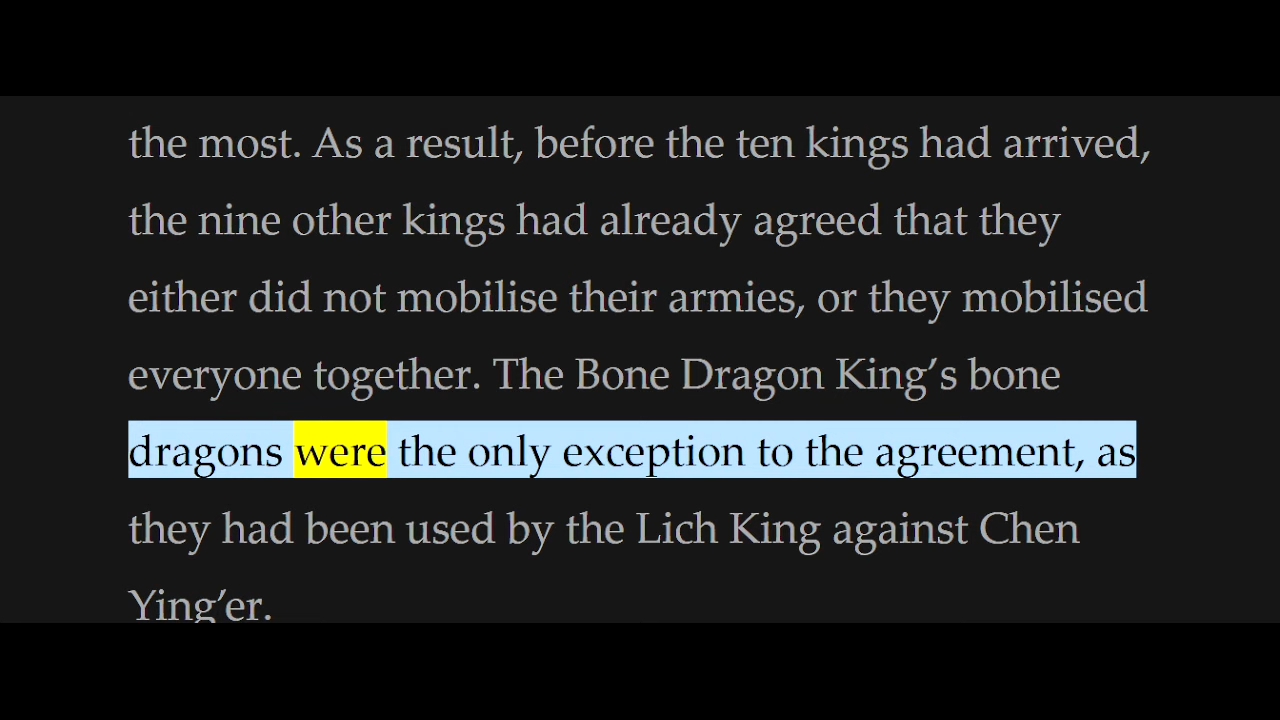 the most. As a result, before the ten kings had arrived,
the nine other kings had already agreed that they
either did not mobilise their armies, or they mobilised
everyone together. The Bone Dragon King’s bone
dragons were the only exception to the agreement, as
they had been used by the Lich King against Chen
Ying’er.